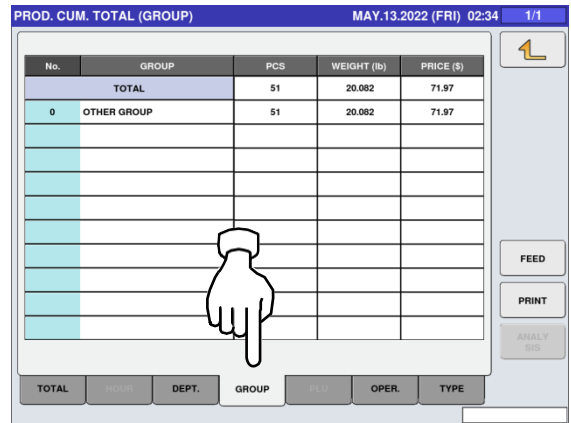 PROD. CUM. TOTAL (GROUP) MAY.13.2022 (FRI) 02:34 1/1
No. GROUP PCS WEIGHT (lb) PRICE ($)
TOTAL 51 20.082 71.97
0 OTHER GROUP 51 20.082 71.97
FEED
PRINT
ANALY
SIS
TOTAL HOUR DEPT. GROUP PLU OPER. TYPE